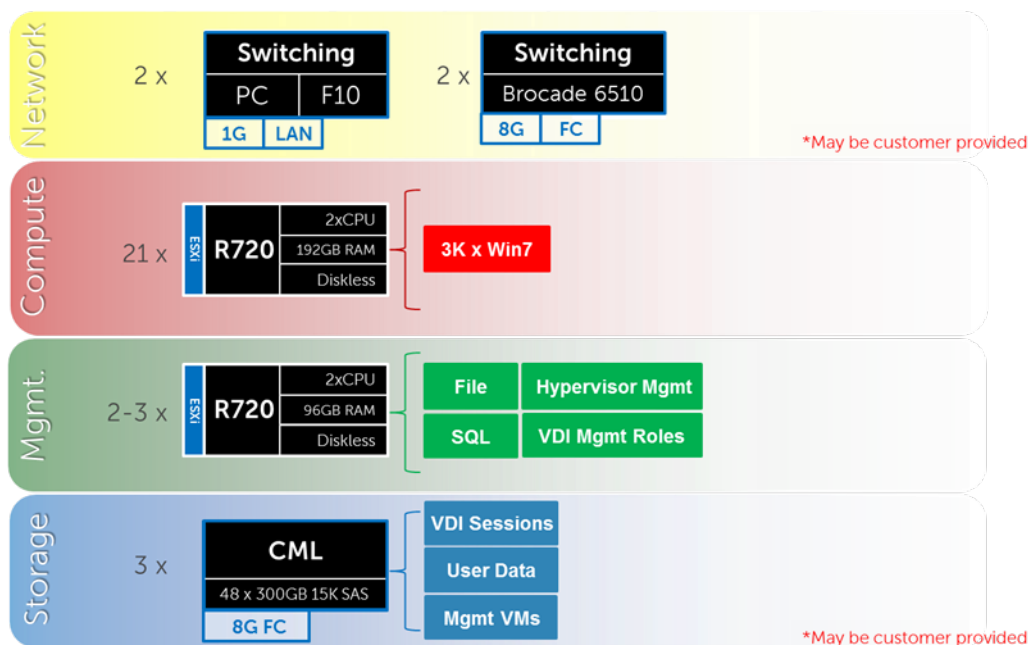 Network
2 x
Switching
PC
F10
1G
LAN
2 x
Switching
Brocade 6510
8G
FC
*May be customer provided
Compute
21 x
ESXi
R720
2xCPU
192GB RAM
Diskless
3K x Win7
Mgmt.
2-3 x
ESXi
R720
2xCPU
96GB RAM
Diskless
File
Hypervisor Mgmt
SQL
VDI Mgmt Roles
Storage
3 x
CML
48 x 300GB 15K SAS
8G FC
VDI Sessions
User Data
Mgmt VMs
*May be customer provided